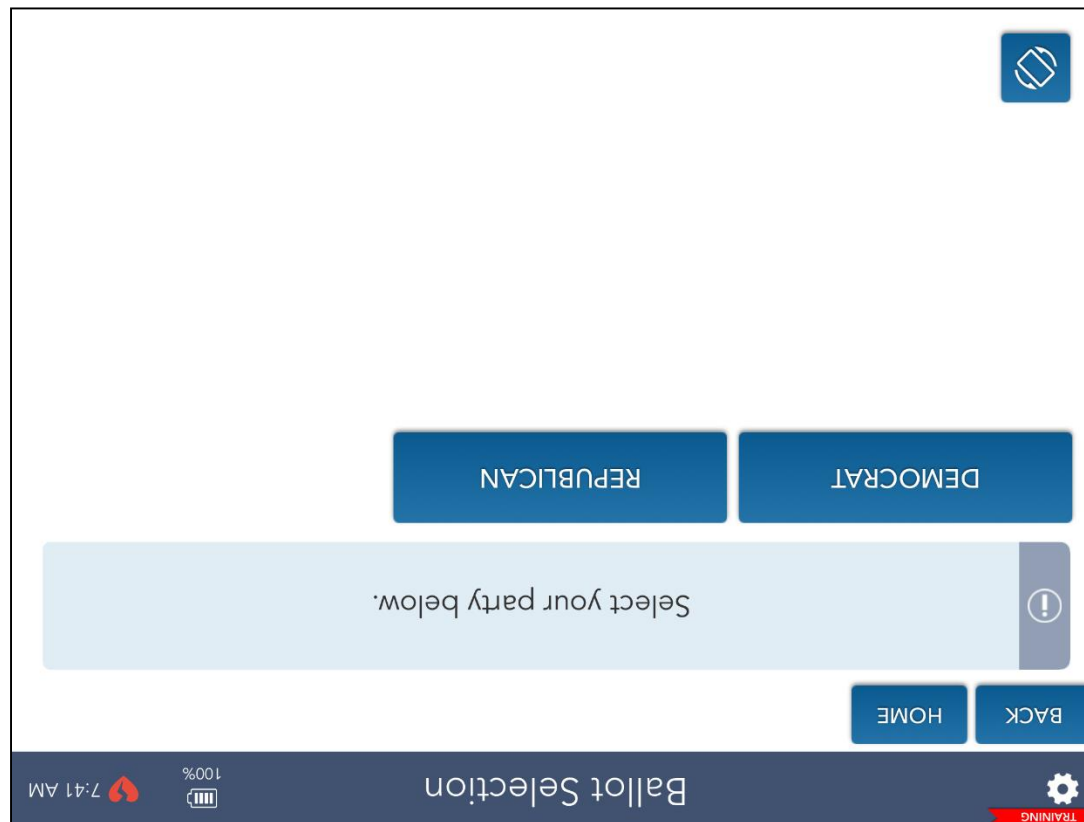 TRAINING
Ballot Selection
100%
7:41 AM
BACK
HOME
Select your party below.
DEMOCRAT
REPUBLICAN